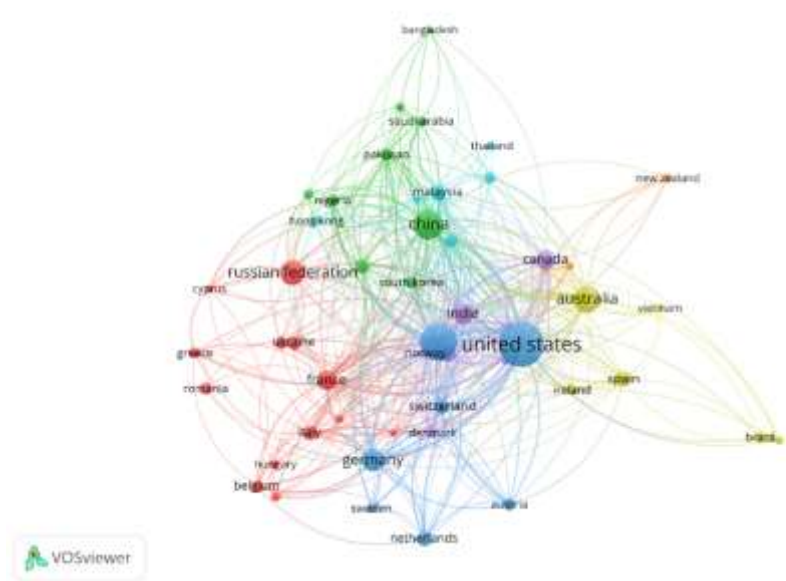 bangladesh
saudi arabia
thailand
pakistan
new zealand
malaysia
nigeria
hong kong
china
canada
russian federation
south korea
cyprus
australia
vietnam
india
ukraine
united states
norway
greece
france
spain
romania
ireland
switzerland
italy
denmark
brazil
germany
hungary
belgium
sweden
austria
netherlands
VOSviewer